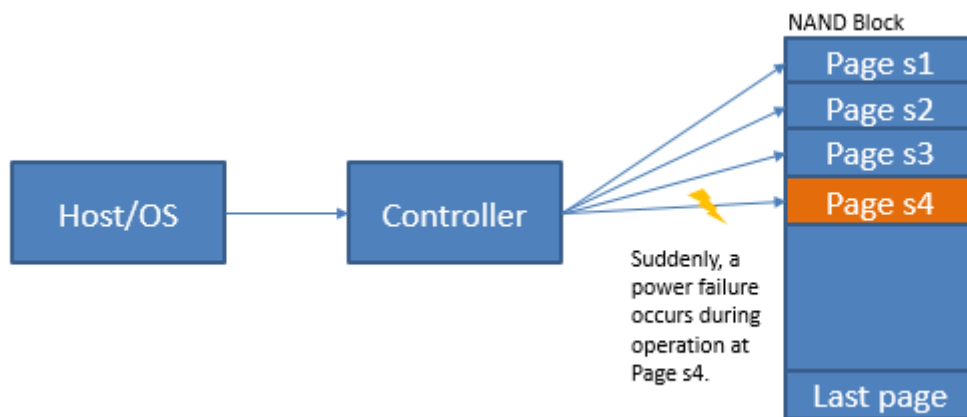 NAND Block
Page s1
Page s2
Page s3
Page s4
Host/OS
Controller
Suddenly, a
power failure
occurs during
operation at
Page s4.
Last page